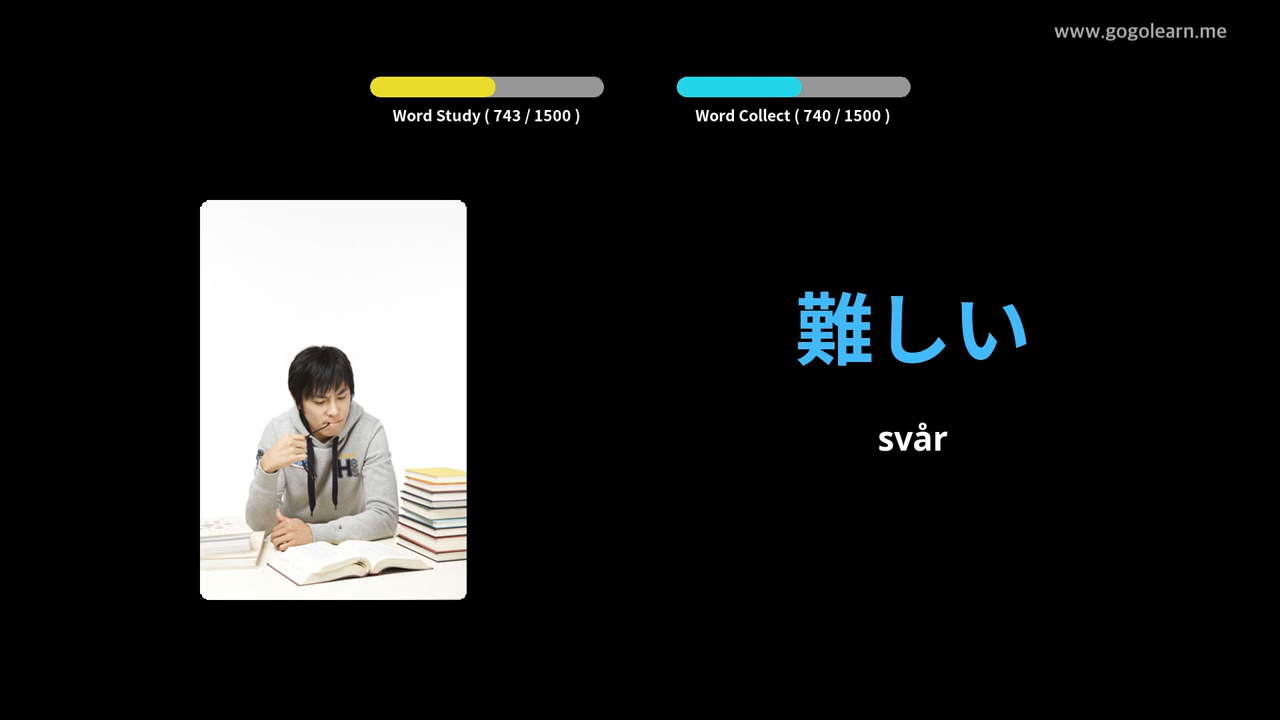 www.gogolearn.me
Word Study ( 743 / 1500 )
Word Collect ( 740 / 1500 )
難しい
svår
H